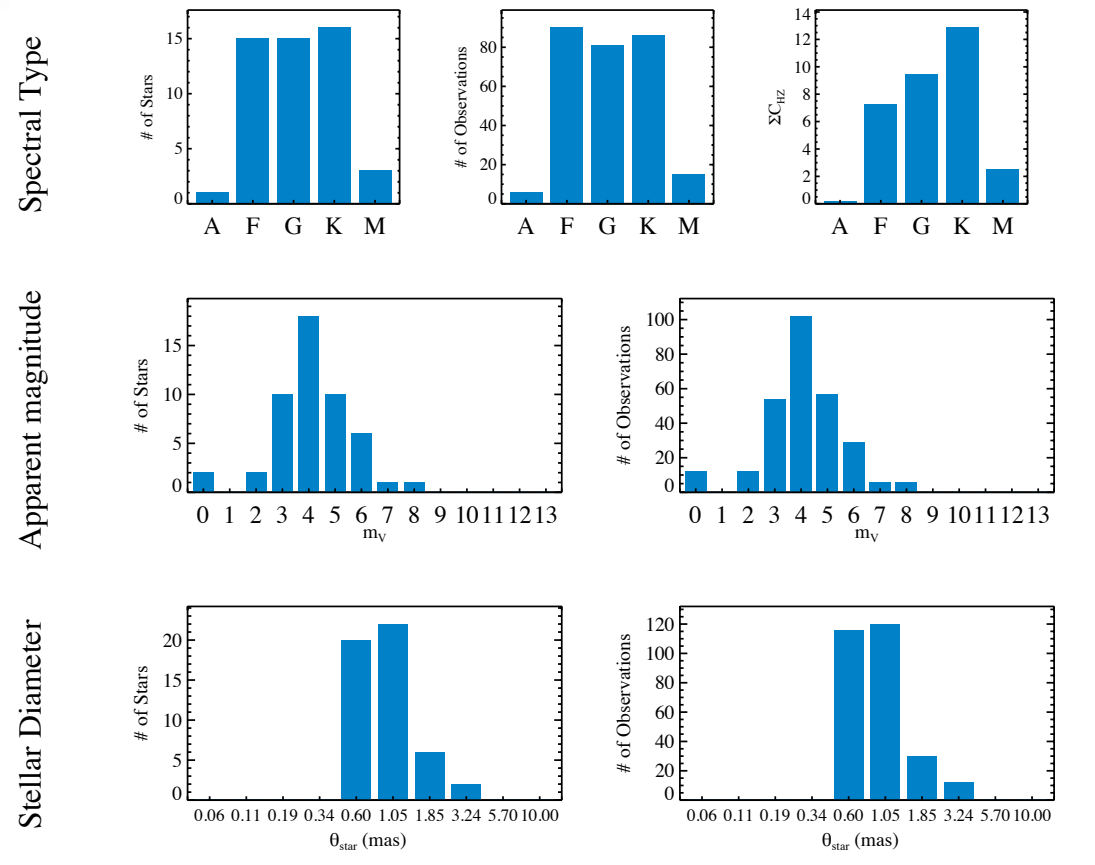 Spectral Type
# of Stars
15
10
5
0
A F G K M
# of Observations
80
60
40
20
0
A F G K M
ΣC_HZ
14
12
10
8
6
4
2
0
A F G K M
Apparent magnitude
# of Stars
15
10
5
0
0 1 2 3 4 5 6 7 8 9 10 11 12 13
m_V
# of Observations
100
80
60
40
20
0
0 1 2 3 4 5 6 7 8 9 10 11 12 13
m_V
Stellar Diameter
# of Stars
20
15
10
5
0
0.06 0.11 0.19 0.34 0.60 1.05 1.85 3.24 5.70 10.00
θ_star (mas)
# of Observations
120
100
80
60
40
20
0
0.06 0.11 0.19 0.34 0.60 1.05 1.85 3.24 5.70 10.00
θ_star (mas)